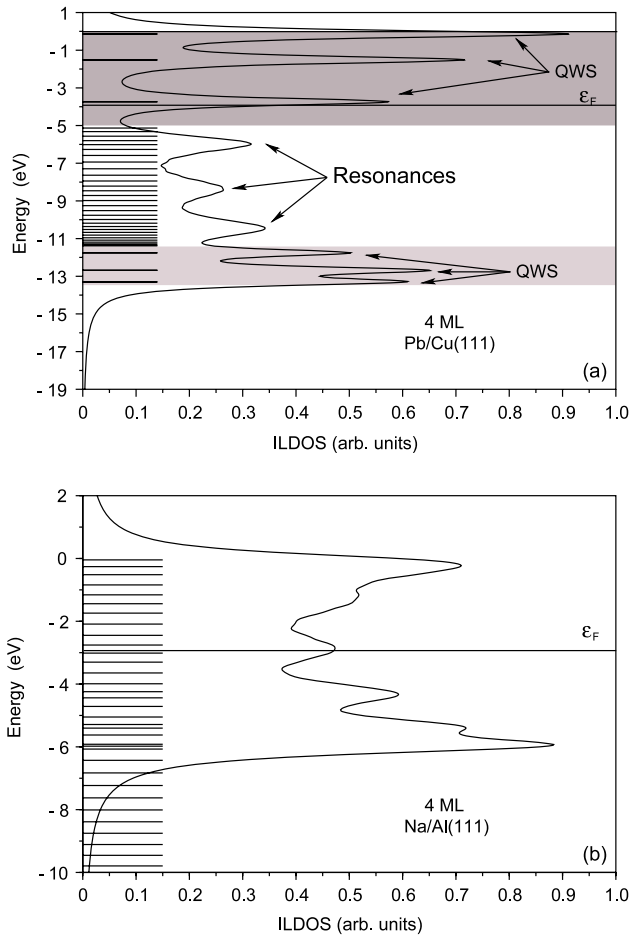 1
- 1
- 3
- 5
- 7
- 9
- 11
- 13
- 15
- 17
- 19
Energy (eV)
QWS
εF
Resonances
QWS
4 ML
Pb/Cu(111)
(a)
0 0.1 0.2 0.3 0.4 0.5 0.6 0.7 0.8 0.9 1.0
ILDOS (arb. units)
2
0
- 2
- 4
- 6
- 8
- 10
Energy (eV)
εF
4 ML
Na/Al(111)
(b)
0 0.1 0.2 0.3 0.4 0.5 0.6 0.7 0.8 0.9 1.0
ILDOS (arb. units)